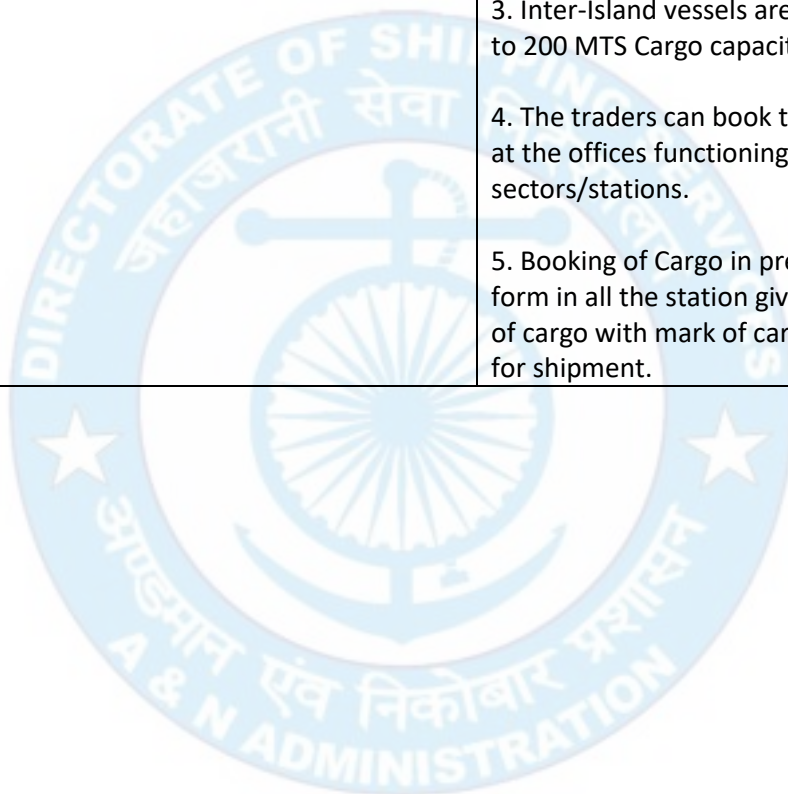 3. Inter-Island vessels are
to 200 MTS Cargo capacit
4. The traders can book t
at the offices functioning
sectors/stations.
5. Booking of Cargo in pre
form in all the station giv
of cargo with mark of car
for shipment.
DIRECTORATE OF SHIPPING SERVICES
जहाजरानी सेवा
अण्डमान एवं निकोबार प्रशासन
A & N ADMINISTRATION